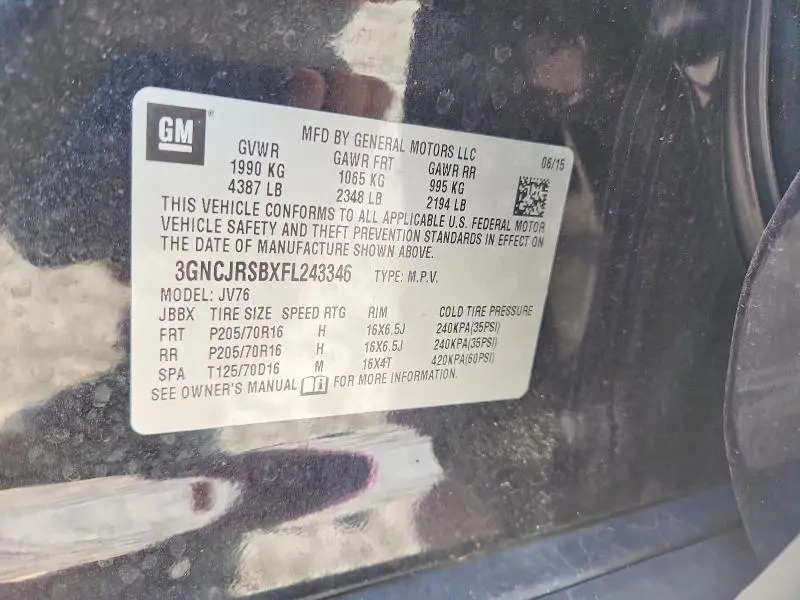 GM
MFD BY GENERAL MOTORS LLC
06/15
GVWR GAWR FRT GAWR RR
1990 KG 1065 KG 995 KG
4387 LB 2348 LB 2194 LB
THIS VEHICLE CONFORMS TO ALL APPLICABLE U.S. FEDERAL MOTOR
VEHICLE SAFETY AND THEFT PREVENTION STANDARDS IN EFFECT ON
THE DATE OF MANUFACTURE SHOWN ABOVE.
3GNCJRSBXFL243346 TYPE: M.P.V.
MODEL: JV76
JBBX TIRE SIZE SPEED RTG RIM COLD TIRE PRESSURE
FRT P205/70R16 H 16X6.5J 240KPA(35PSI)
RR P205/70R16 H 16X6.5J 240KPA(35PSI)
SPA T125/70D16 M 16X4T 420KPA(60PSI)
SEE OWNER'S MANUAL FOR MORE INFORMATION.